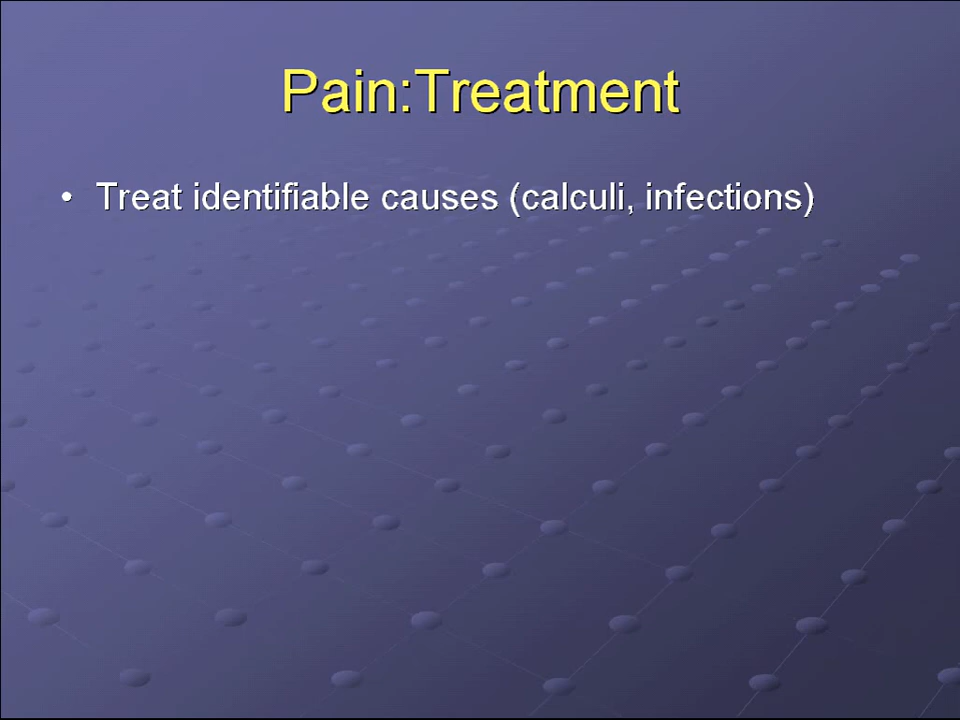 Pain:Treatment
• Treat identifiable causes (calculi, infections)